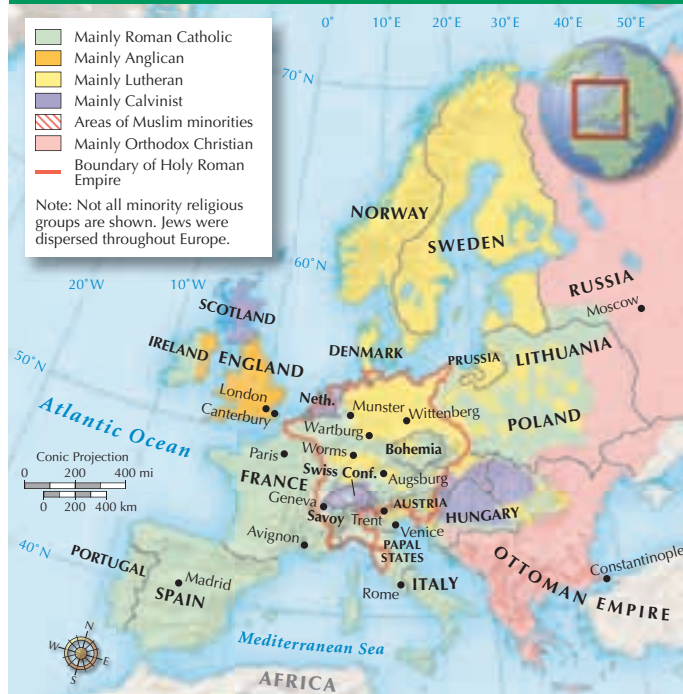 Mainly Roman Catholic
Mainly Anglican
Mainly Lutheran
Mainly Calvinist
Areas of Muslim minorities
Mainly Orthodox Christian
Boundary of Holy Roman
Empire
Note: Not all minority religious
groups are shown. Jews were
dispersed throughout Europe.
0° 10°E 20°E 30°E 40°E 50°E
70°N
NORWAY
SWEDEN
60°N
20°W 10°W
RUSSIA
Moscow
SCOTLAND
IRELAND ENGLAND
DENMARK
PRUSSIA LITHUANIA
50°N
London
Canterbury
Neth.
Munster
Wittenberg
POLAND
Atlantic Ocean
Wartburg
Paris
Worms
Bohemia
Conic Projection
0 200 400 mi
0 200 400 km
FRANCE
Swiss Conf.
Augsburg
Geneva
Savoy
Trent
AUSTRIA
HUNGARY
Venice
Avignon
PAPAL
STATES
40°N
PORTUGAL
Madrid
SPAIN
Rome
ITALY
OTTOMAN EMPIRE
Constantinople
Mediterranean Sea
AFRICA
N
W
E
S